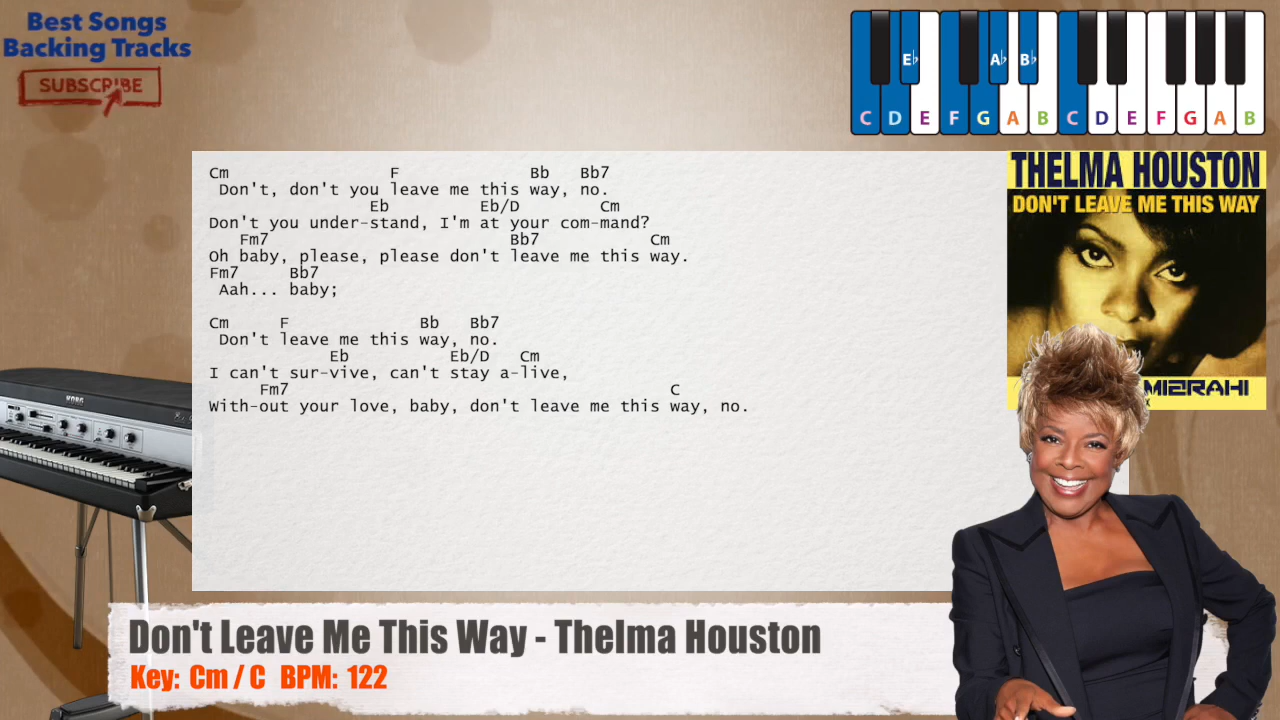 Best Songs
Backing Tracks
SUBSCRIBE
E♭ A♭ B♭
C D E F G A B C D E F G A B
Cm F Bb Bb7
Don't, don't you leave me this way, no.
Eb Eb/D Cm
Don't you under-stand, I'm at your com-mand?
Fm7 Bb7 Cm
Oh baby, please, please don't leave me this way.
Fm7 Bb7
Aah... baby;
Cm F Bb Bb7
Don't leave me this way, no.
Eb Eb/D Cm
I can't sur-vive, can't stay a-live,
Fm7 C
With-out your love, baby, don't leave me this way, no.
THELMA HOUSTON
DON'T LEAVE ME THIS WAY
MIZRAHI
KORG
Don't Leave Me This Way - Thelma Houston
Key: Cm / C BPM: 122